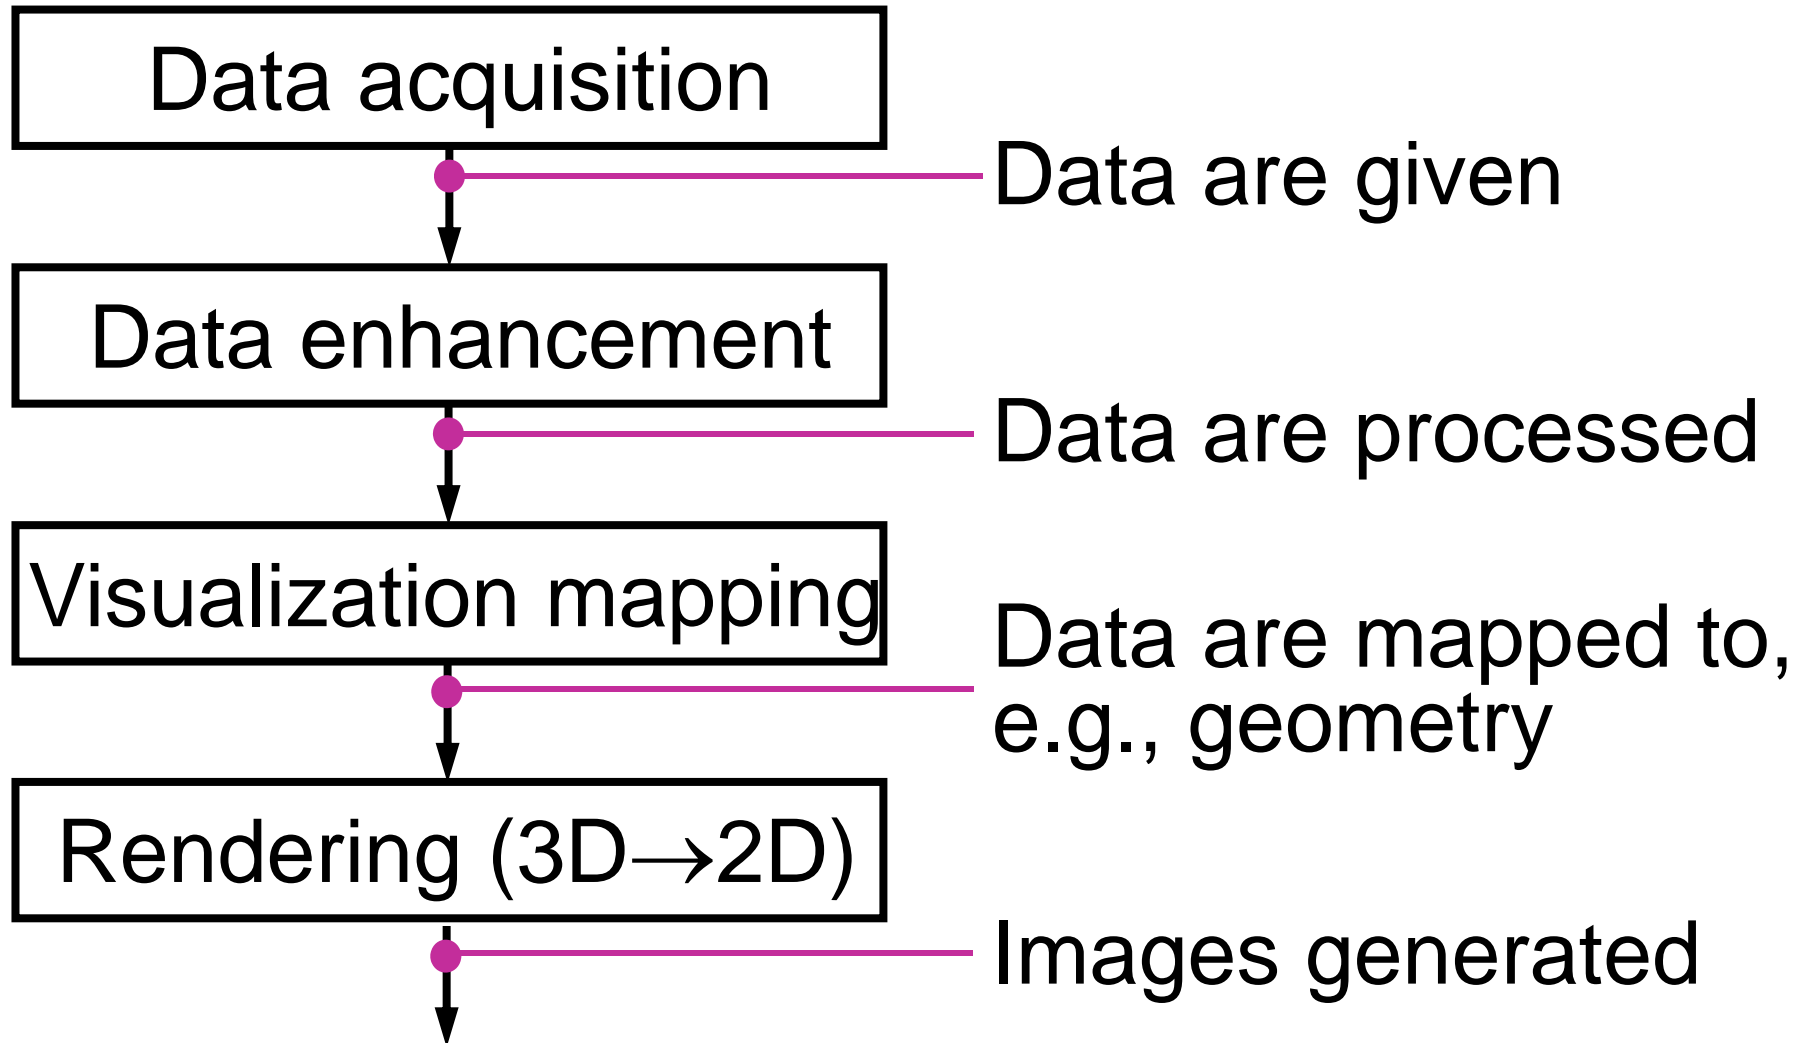 Data acquisition
Data are given
Data enhancement
Data are processed
Visualization mapping
Data are mapped to,
e.g., geometry
Rendering (3D→2D)
Images generated